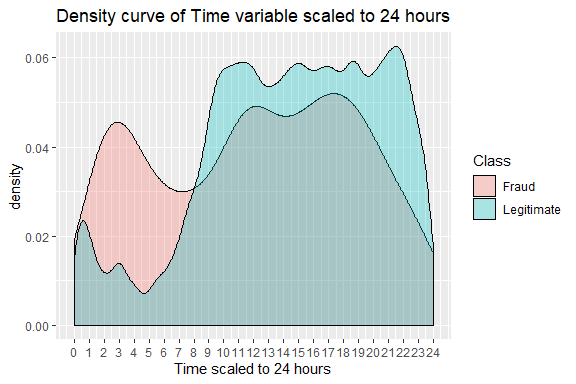 Density curve of Time variable scaled to 24 hours
density
0.06
0.04
0.02
0.00
0 1 2 3 4 5 6 7 8 9 10 11 12 13 14 15 16 17 18 19 20 21 22 23 24
Time scaled to 24 hours
Class
Fraud
Legitimate